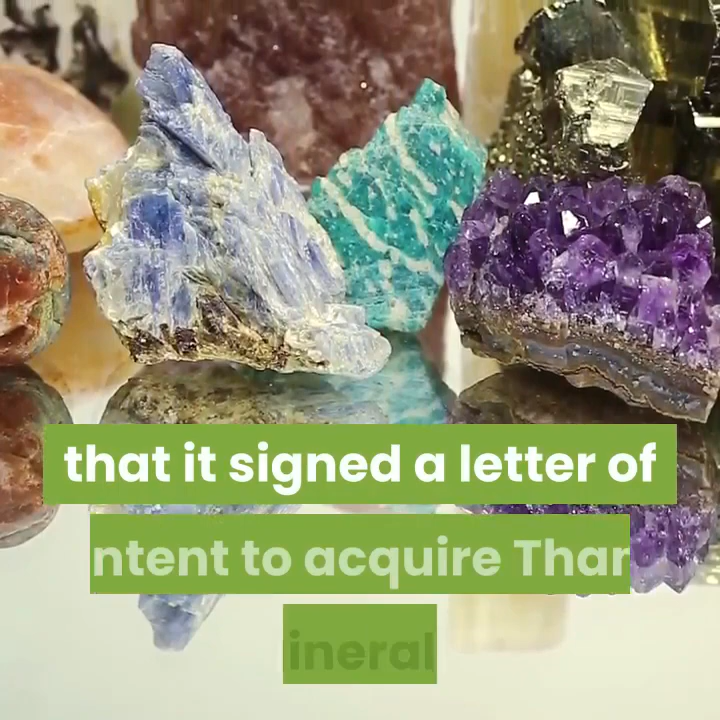 that it signed a letter of
ntent to acquire Thar
ineral